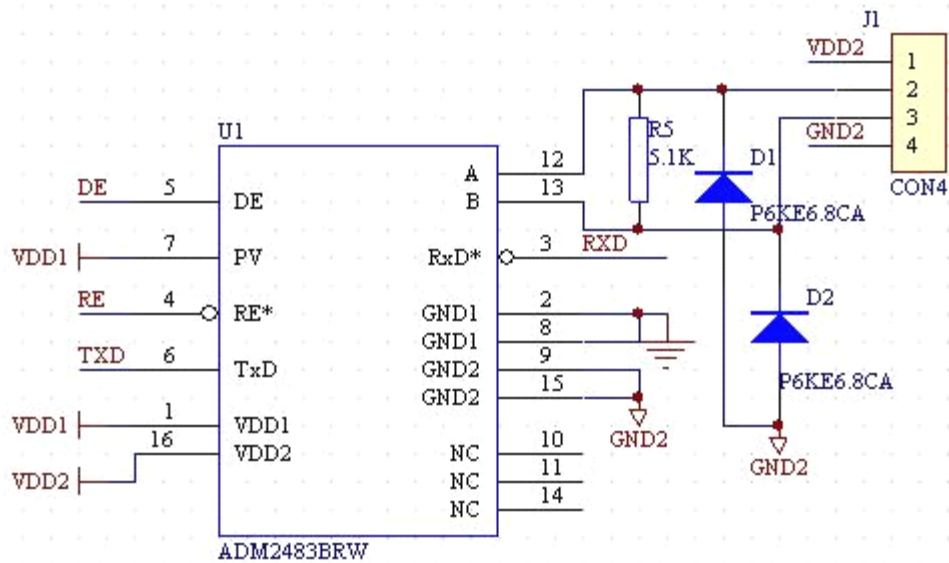 J1
VDD2
1
2
3
GND2
4
CON4
U1
R5
5.1K
D1
P6KE6.8CA
D2
P6KE6.8CA
GND2
DE
5
DE
VDD1
7
PV
RE
4
RE*
TXD
6
TxD
VDD1
1
VDD1
VDD2
16
VDD2
A
12
B
13
RxD*
3
RXD
GND1
2
GND1
8
GND2
9
GND2
15
GND2
NC
10
NC
11
NC
14
ADM2483BRW